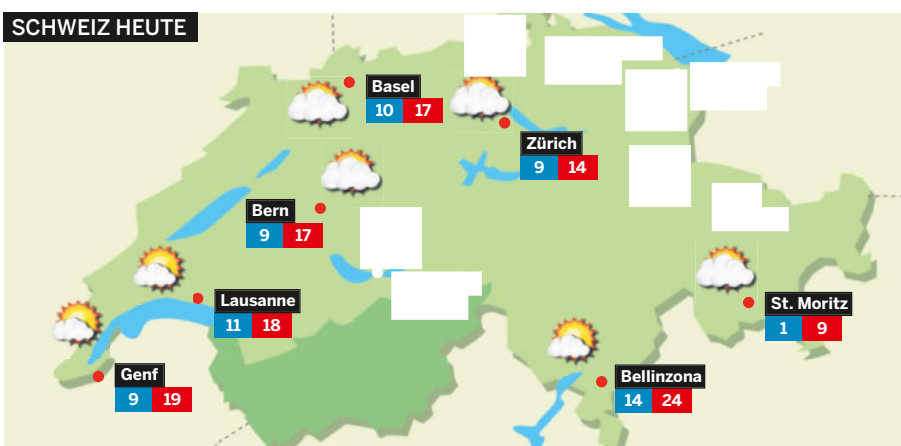 SCHWEIZ HEUTE
Basel
10 17
Zürich
9 14
Bern
9 17
Lausanne
11 18
St. Moritz
1 9
Genf
9 19
Bellinzona
14 24